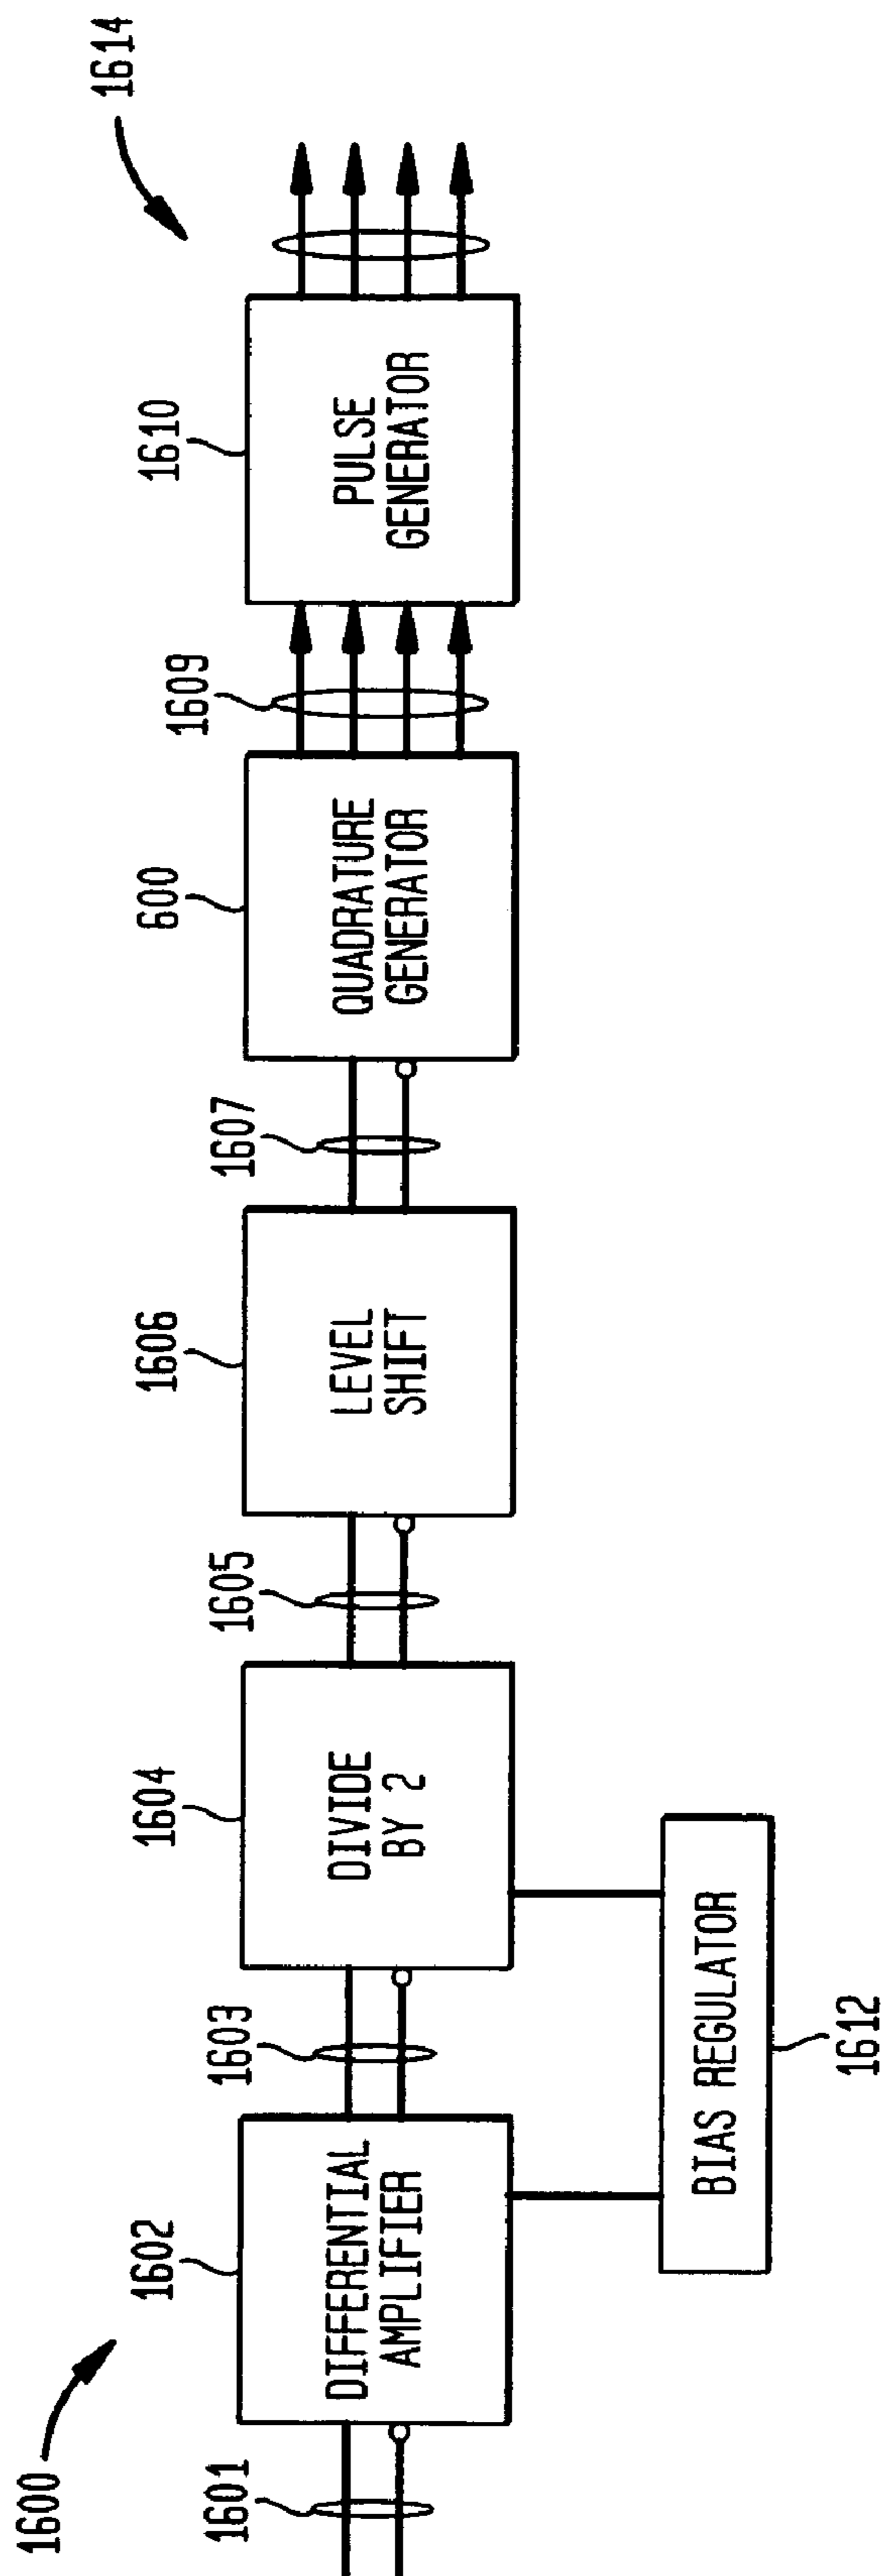 1600
1601
1602
DIFFERENTIAL
AMPLIFIER
1603
1604
DIVIDE
BY 2
1605
1606
LEVEL
SHIFT
1607
600
QUADRATURE
GENERATOR
1609
1610
PULSE
GENERATOR
1614
BIAS REGULATOR
1612